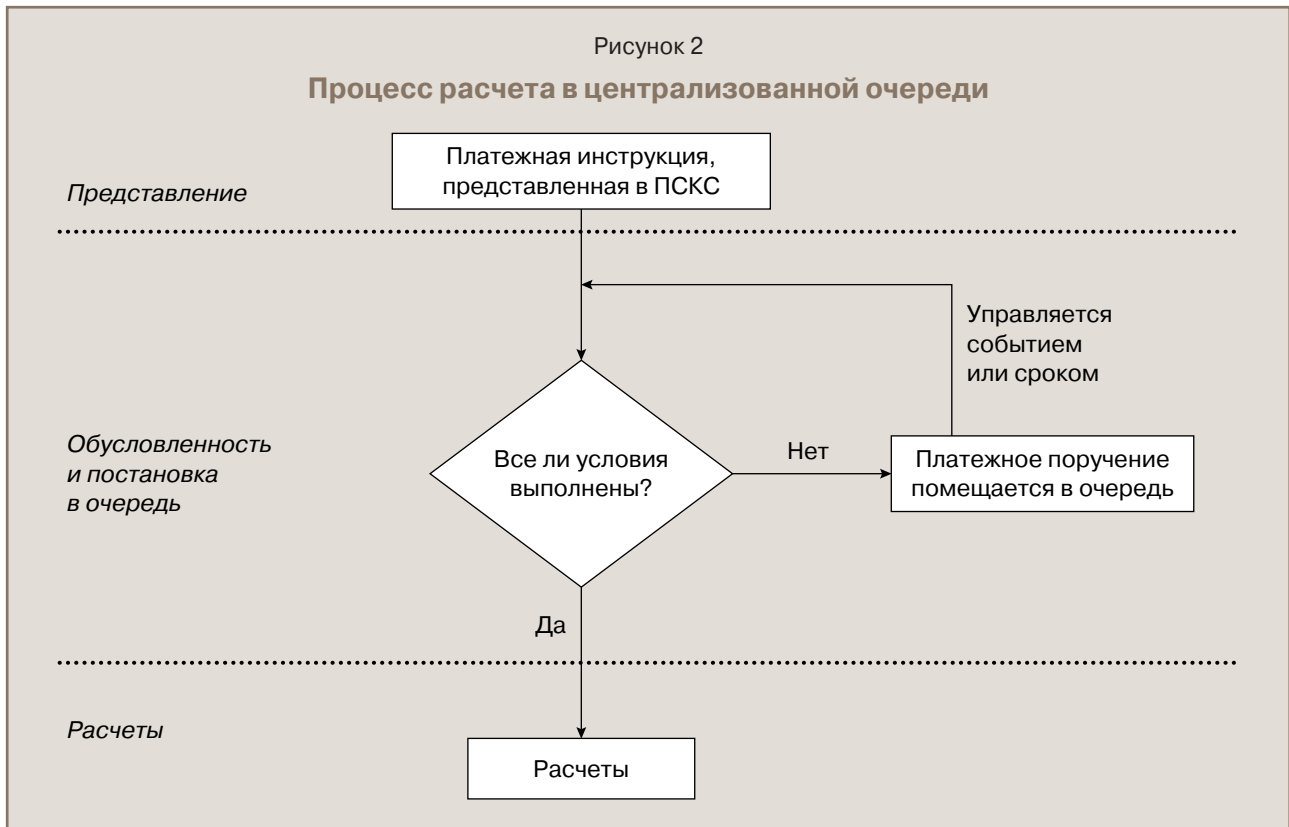 Рисунок 2
Процесс расчета в централизованной очереди
Платежная инструкция,
представленная в ПСКС
Представление
Управляется
событием
или сроком
Обусловленность
и постановка
в очередь
Все ли условия
выполнены?
Нет
Платежное поручение
помещается в очередь
Да
Расчеты
Расчеты